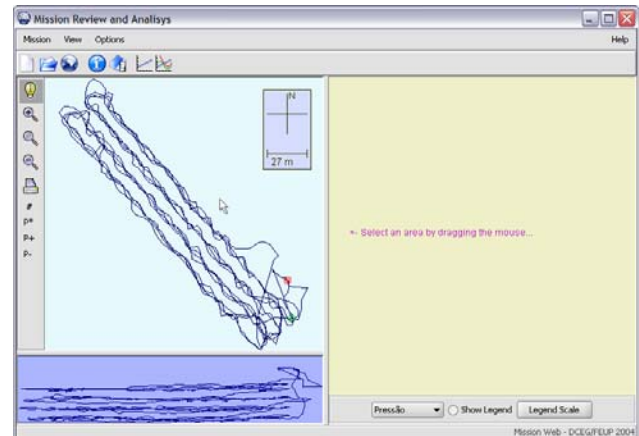 Mission Review and Analisys
Mission View Options Help
N
27 m
P*
P+
P-
<- Select an area by dragging the mouse...
Pressão Show Legend Legend Scale
Mission Web - DCEG/FEUP 2004